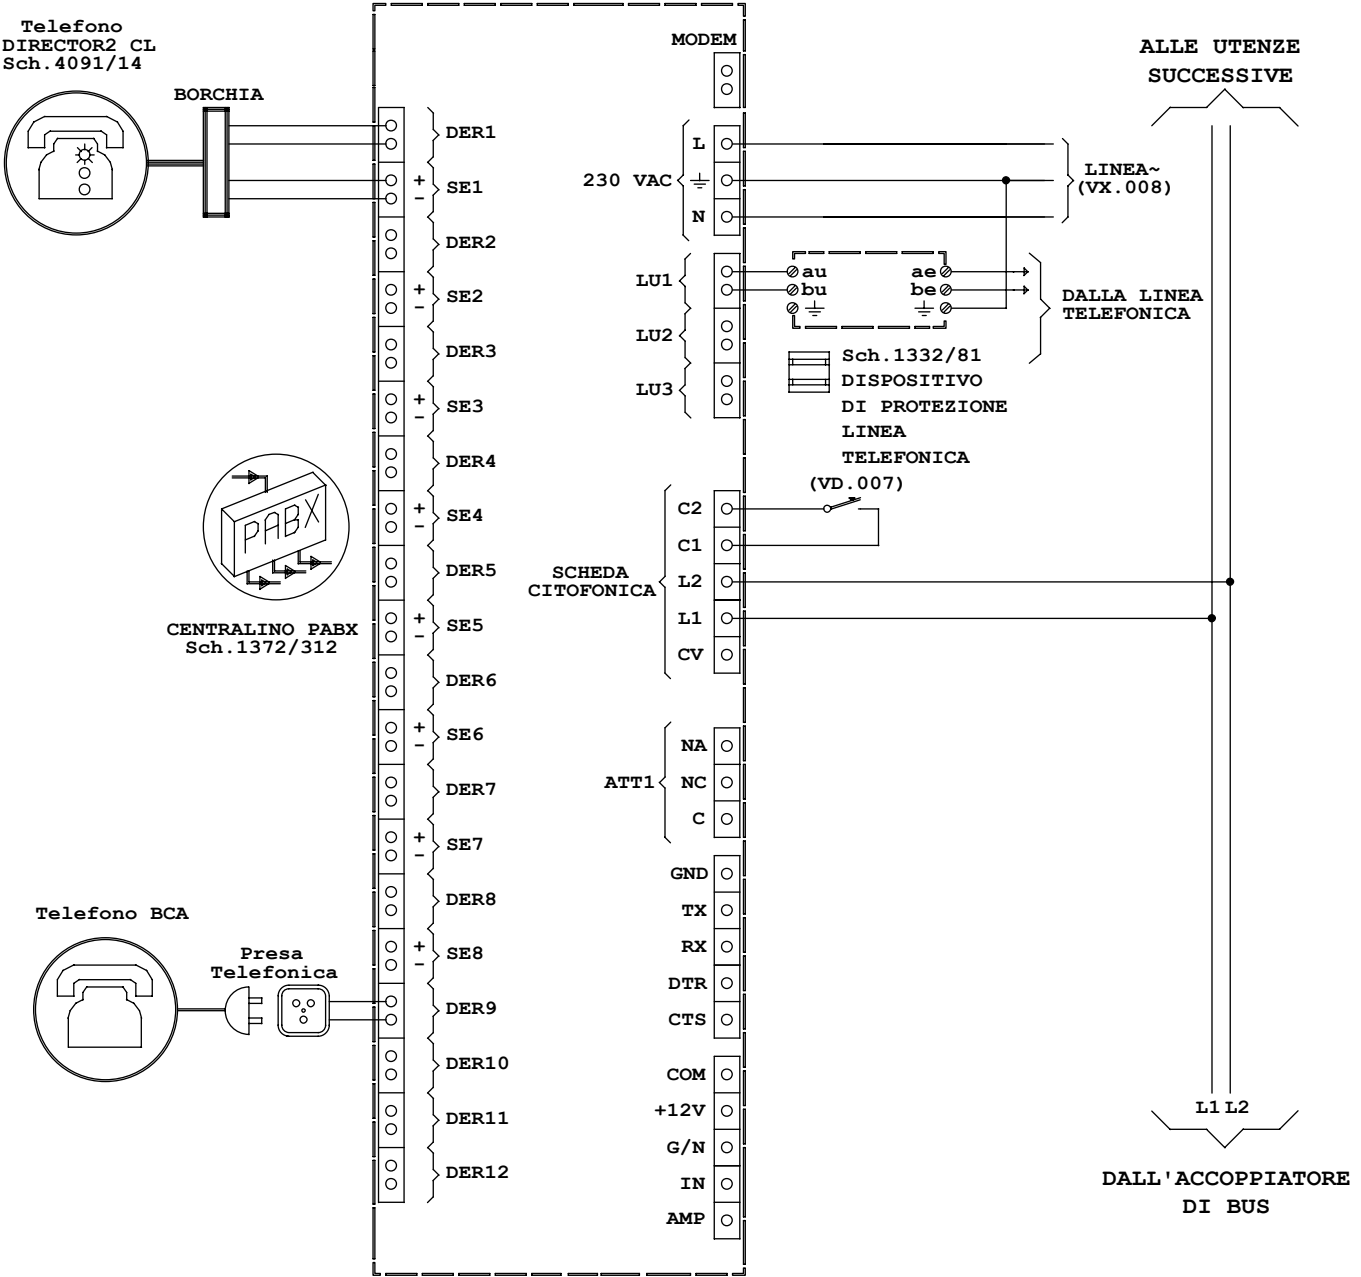 Telefono
DIRECTOR2 CL
Sch.4091/14
BORCHIA
DER1
+
SE1
-
DER2
+
SE2
-
DER3
+
SE3
-
DER4
+
SE4
-
DER5
+
SE5
-
DER6
+
SE6
-
DER7
+
SE7
-
DER8
+
SE8
-
DER9
DER10
DER11
DER12
PABX
CENTRALINO PABX
Sch.1372/312
Telefono BCA
Presa
Telefonica
MODEM
230 VAC
L
N
LINEA~
(VX.008)
LU1
LU2
LU3
au
bu
ae
be
DALLA LINEA
TELEFONICA
Sch.1332/81
DISPOSITIVO
DI PROTEZIONE
LINEA
TELEFONICA
(VD.007)
SCHEDA
CITOFONICA
C2
C1
L2
L1
CV
ATT1
NA
NC
C
GND
TX
RX
DTR
CTS
COM
+12V
G/N
IN
AMP
ALLE UTENZE
SUCCESSIVE
L1 L2
DALL'ACCOPPIATORE
DI BUS